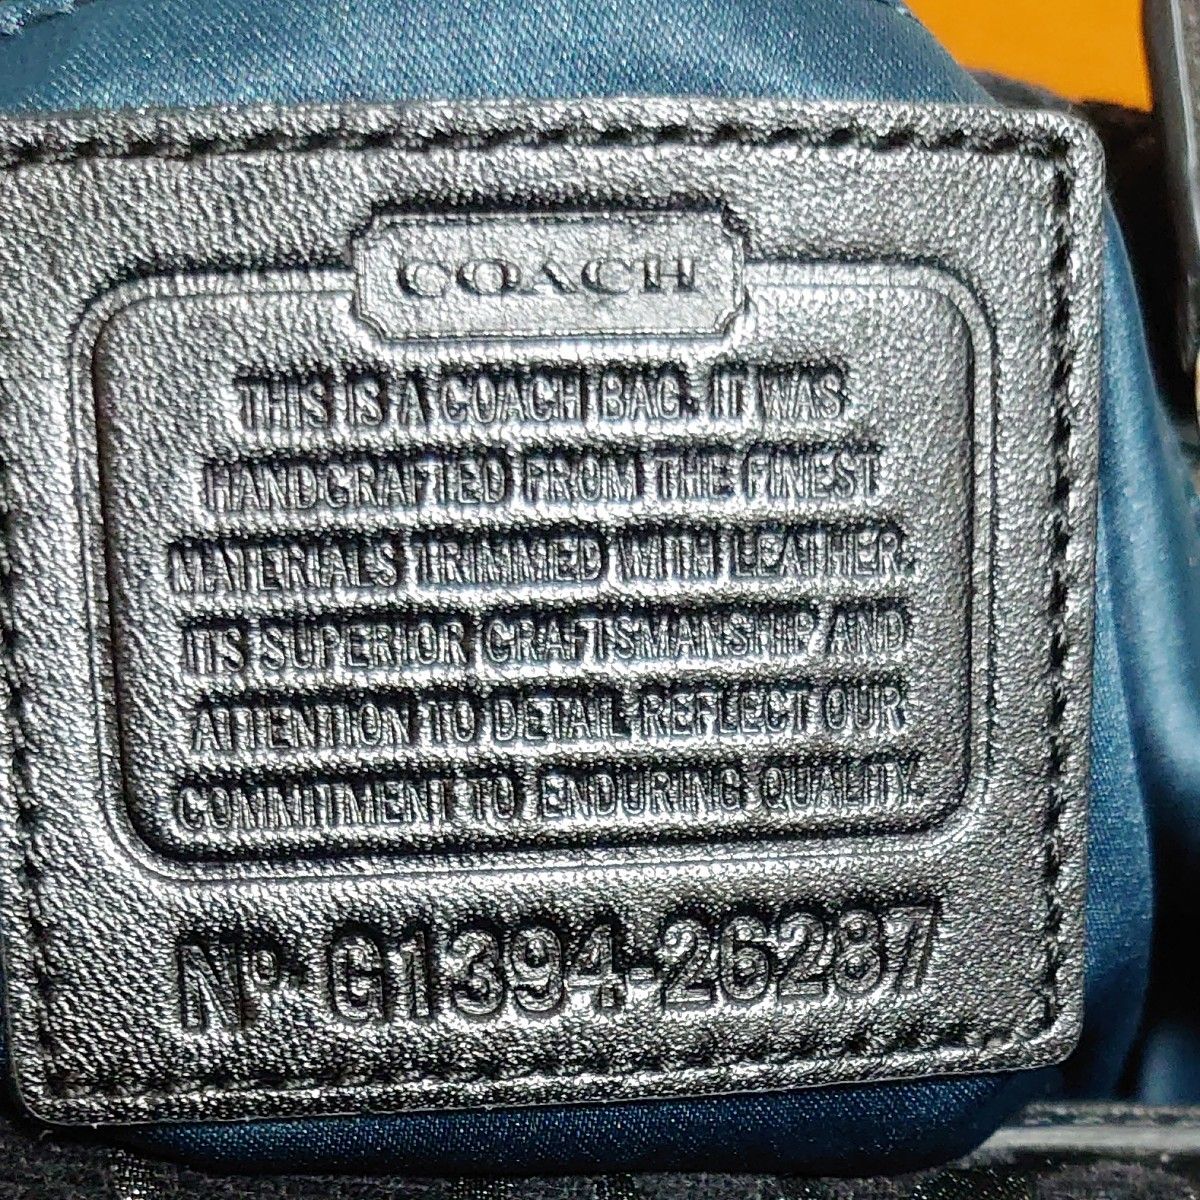 COACH
THIS IS A COACH BAG. IT WAS
HANDCRAFTED FROM THE FINEST
MATERIALS TRIMMED WITH LEATHER.
ITS SUPERIOR CRAFTSMANSHIP AND
ATTENTION TO DETAIL REFLECT OUR
COMMITMENT TO ENDURING QUALITY.
Nº G1394-26287